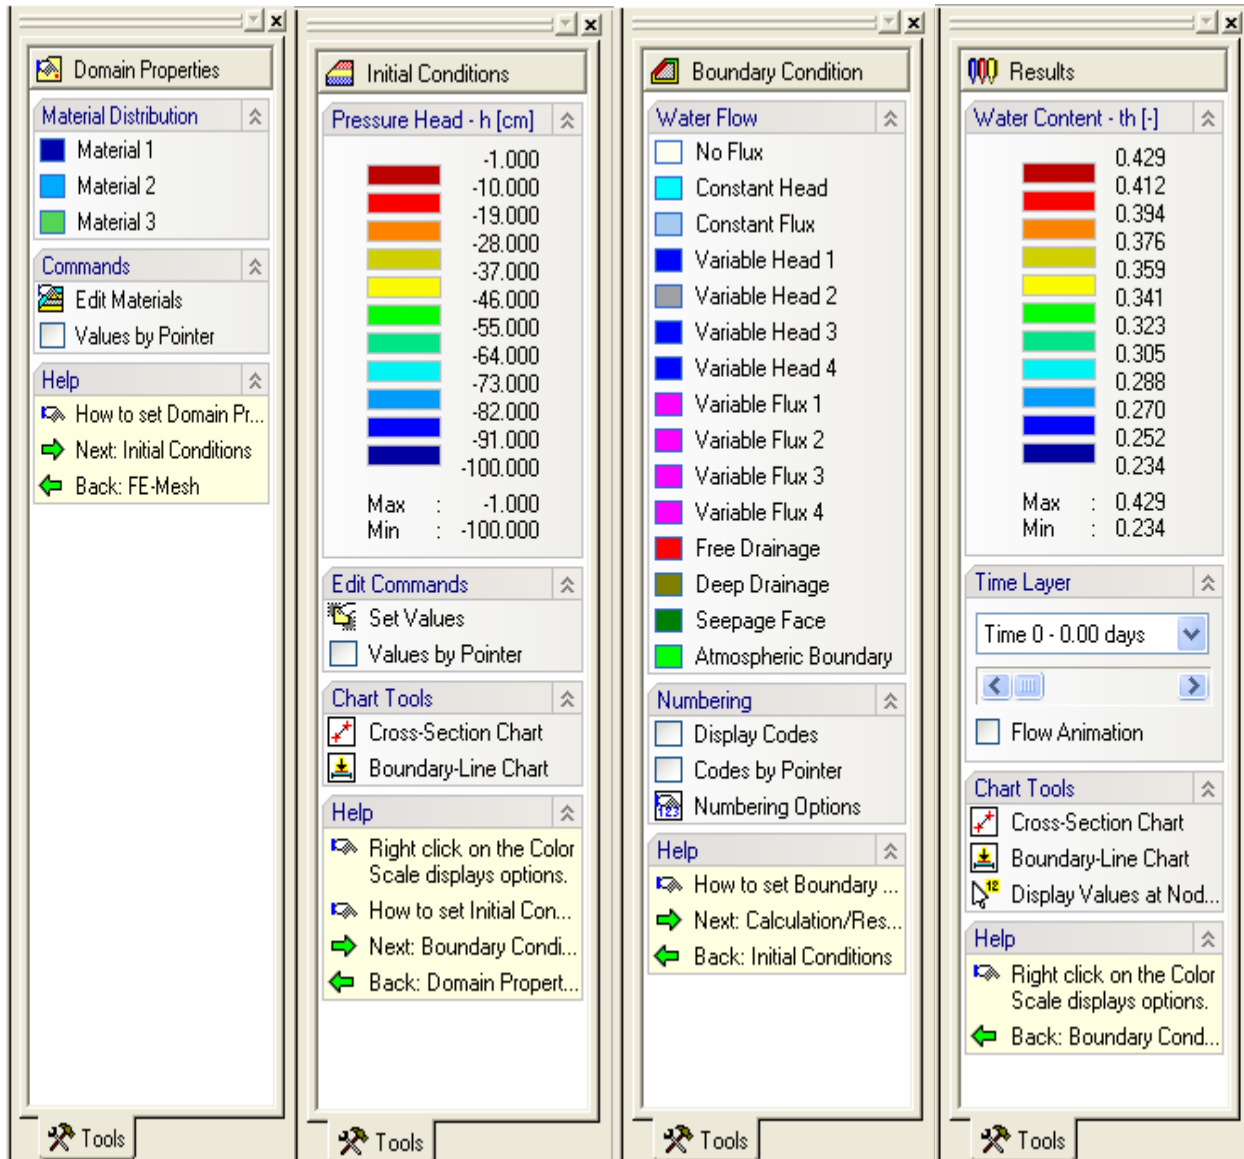 Domain Properties
Material Distribution
Material 1
Material 2
Material 3
Commands
Edit Materials
Values by Pointer
Help
How to set Domain Pr...
Next: Initial Conditions
Back: FE-Mesh
Tools
Initial Conditions
Pressure Head - h [cm]
-1.000
-10.000
-19.000
-28.000
-37.000
-46.000
-55.000
-64.000
-73.000
-82.000
-91.000
-100.000
Max : -1.000
Min : -100.000
Edit Commands
Set Values
Values by Pointer
Chart Tools
Cross-Section Chart
Boundary-Line Chart
Help
Right click on the Color
Scale displays options.
How to set Initial Con...
Next: Boundary Condi...
Back: Domain Propert...
Tools
Boundary Condition
Water Flow
No Flux
Constant Head
Constant Flux
Variable Head 1
Variable Head 2
Variable Head 3
Variable Head 4
Variable Flux 1
Variable Flux 2
Variable Flux 3
Variable Flux 4
Free Drainage
Deep Drainage
Seepage Face
Atmospheric Boundary
Numbering
Display Codes
Codes by Pointer
123 Numbering Options
Help
How to set Boundary ...
Next: Calculation/Res...
Back: Initial Conditions
Tools
Results
Water Content - th [-]
0.429
0.412
0.394
0.376
0.359
0.341
0.323
0.305
0.288
0.270
0.252
0.234
Max : 0.429
Min : 0.234
Time Layer
Time 0 - 0.00 days
Flow Animation
Chart Tools
Cross-Section Chart
Boundary-Line Chart
12 Display Values at Nod...
Help
Right click on the Color
Scale displays options.
Back: Boundary Cond...
Tools